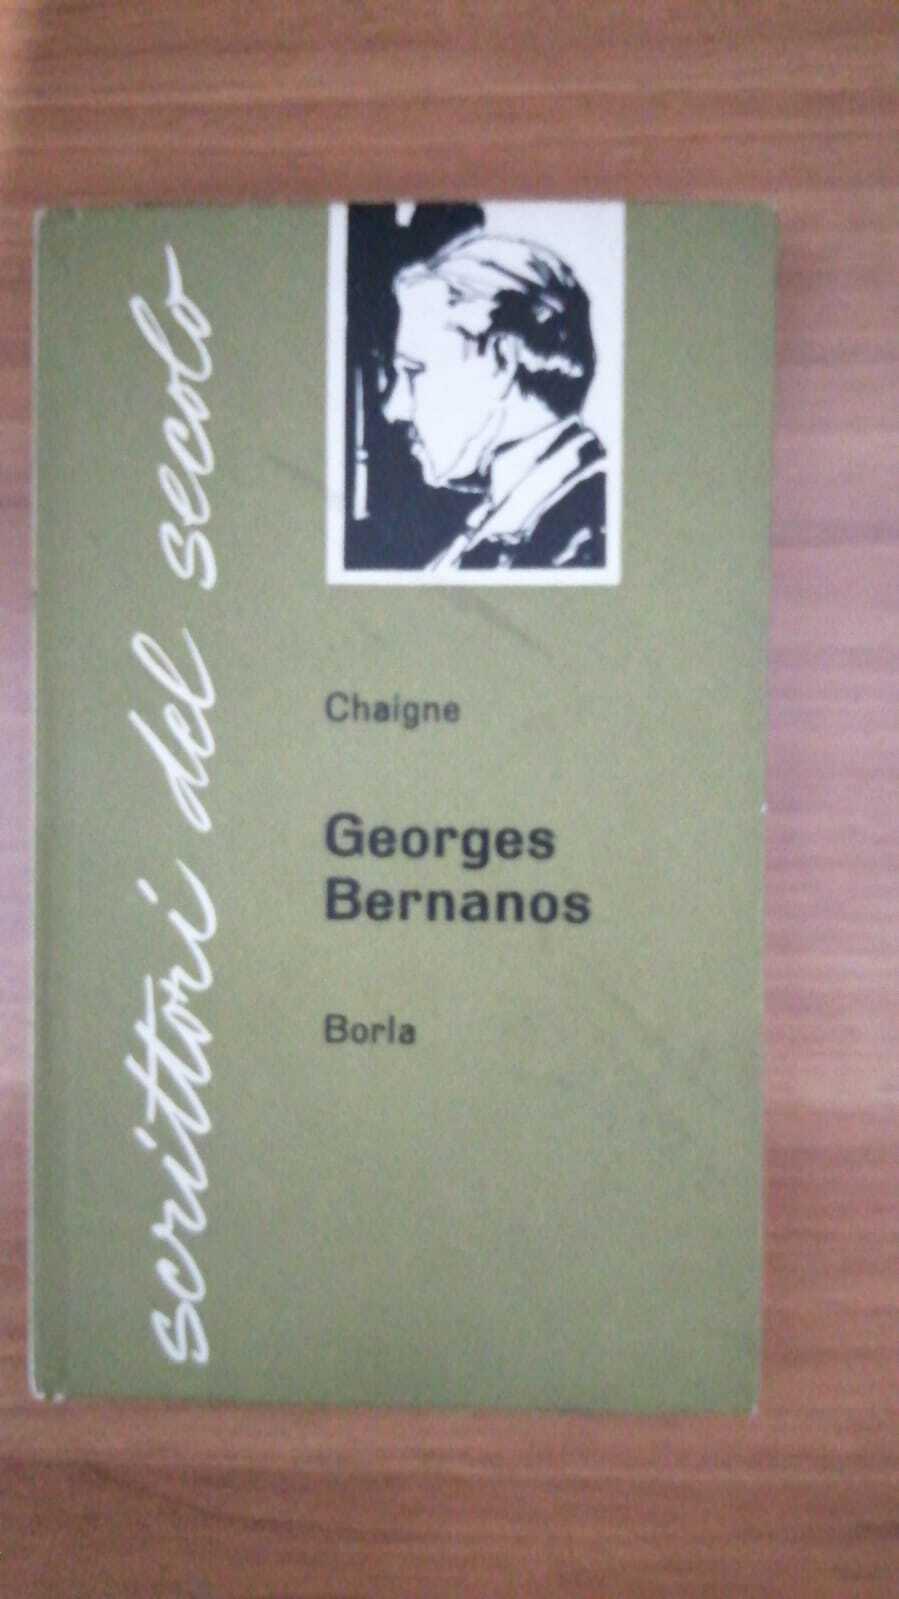 scrittori del secolo
Chaigne
Georges
Bernanos
Borla